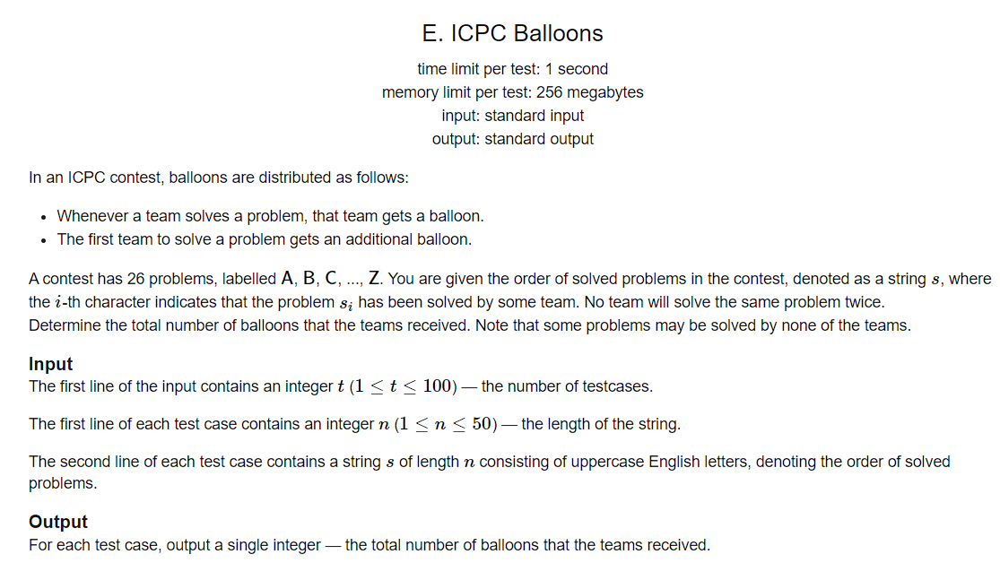 E. ICPC Balloons
time limit per test: 1 second
memory limit per test: 256 megabytes
input: standard input
output: standard output
In an ICPC contest, balloons are distributed as follows:
• Whenever a team solves a problem, that team gets a balloon.
• The first team to solve a problem gets an additional balloon.
A contest has 26 problems, labelled A, B, C, ..., Z. You are given the order of solved problems in the contest, denoted as a string s, where
the i-th character indicates that the problem sᵢ has been solved by some team. No team will solve the same problem twice.
Determine the total number of balloons that the teams received. Note that some problems may be solved by none of the teams.
Input
The first line of the input contains an integer t (1 ≤ t ≤ 100) — the number of testcases.
The first line of each test case contains an integer n (1 ≤ n ≤ 50) — the length of the string.
The second line of each test case contains a string s of length n consisting of uppercase English letters, denoting the order of solved
problems.
Output
For each test case, output a single integer — the total number of balloons that the teams received.